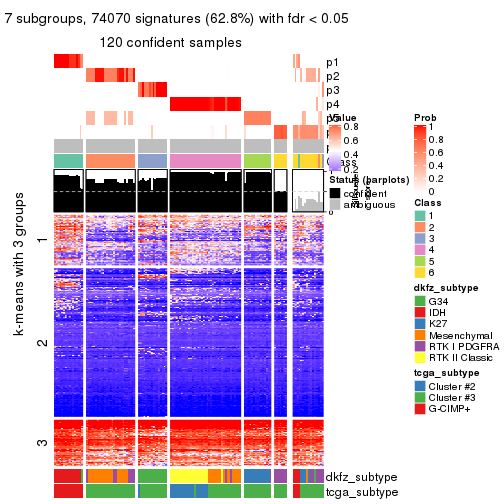 7 subgroups, 74070 signatures (62.8%) with fdr < 0.05
120 confident samples
p1
p2
p3
p4
Value
0.8
0.6
0.4
0.2
Status (barplots)
confident
ambiguous
Prob
1
0.8
0.6
0.4
0.2
0
Class
1
2
3
4
5
6
dkfz_subtype
G34
IDH
K27
Mesenchymal
RTK I PDGFRA
RTK II Classic
tcga_subtype
Cluster #2
Cluster #3
G-CIMP+
k-means with 3 groups
1
2
3
dkfz_subtype
tcga_subtype